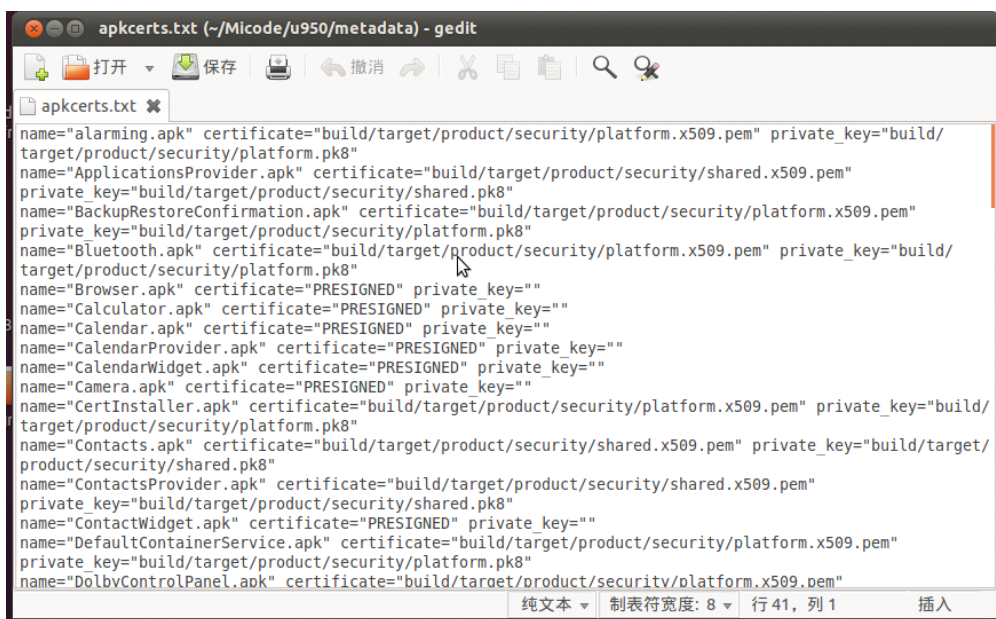 apkcerts.txt (~/Micode/u950/metadata) - gedit
打开 保存 撤消
apkcerts.txt
name="alarming.apk" certificate="build/target/product/security/platform.x509.pem" private_key="build/
target/product/security/platform.pk8"
name="ApplicationsProvider.apk" certificate="build/target/product/security/shared.x509.pem"
private_key="build/target/product/security/shared.pk8"
name="BackupRestoreConfirmation.apk" certificate="build/target/product/security/platform.x509.pem"
private_key="build/target/product/security/platform.pk8"
name="Bluetooth.apk" certificate="build/target/product/security/platform.x509.pem" private_key="build/
target/product/security/platform.pk8"
name="Browser.apk" certificate="PRESIGNED" private_key=""
name="Calculator.apk" certificate="PRESIGNED" private_key=""
name="Calendar.apk" certificate="PRESIGNED" private_key=""
name="CalendarProvider.apk" certificate="PRESIGNED" private_key=""
name="CalendarWidget.apk" certificate="PRESIGNED" private_key=""
name="Camera.apk" certificate="PRESIGNED" private_key=""
name="CertInstaller.apk" certificate="build/target/product/security/platform.x509.pem" private_key="build/
target/product/security/platform.pk8"
name="Contacts.apk" certificate="build/target/product/security/shared.x509.pem" private_key="build/target/
product/security/shared.pk8"
name="ContactsProvider.apk" certificate="build/target/product/security/shared.x509.pem"
private_key="build/target/product/security/shared.pk8"
name="ContactWidget.apk" certificate="PRESIGNED" private_key=""
name="DefaultContainerService.apk" certificate="build/target/product/security/platform.x509.pem"
private_key="build/target/product/security/platform.pk8"
name="DolbyControlPanel.apk" certificate="build/target/product/security/platform.x509.pem"
纯文本 制表符宽度: 8 行 41, 列 1 插入